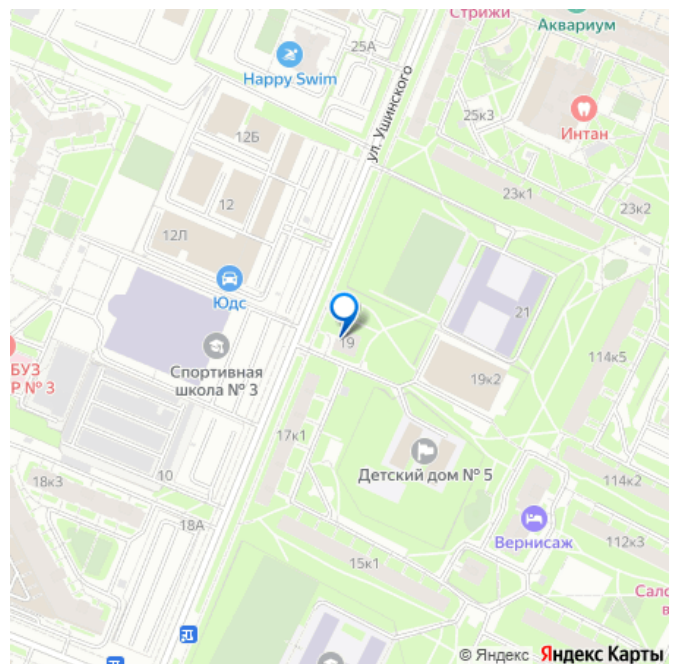 Стрижи
Аквариум
25А
Happy Swim
ул. Ушинского
25к3
Интан
12Б
23к1
23к2
12
12Л
Юдс
21
19
114к5
БУЗ
Р № 3
Спортивная
школа № 3
19к2
17к1
Детский дом № 5
10
18к3
18А
114к2
Вернисаж
112к3
15к1
Сало
в
© Яндекс Яндекс Карты